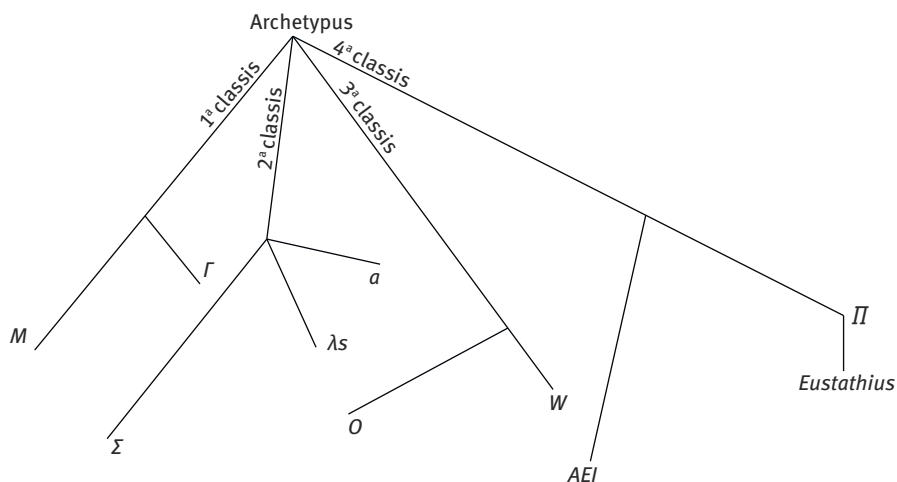 Archetypus
1ª classis
2ª classis
3ª classis
4ª classis
Γ
a
M
λs
Π
Eustathius
W
O
Σ
AEI